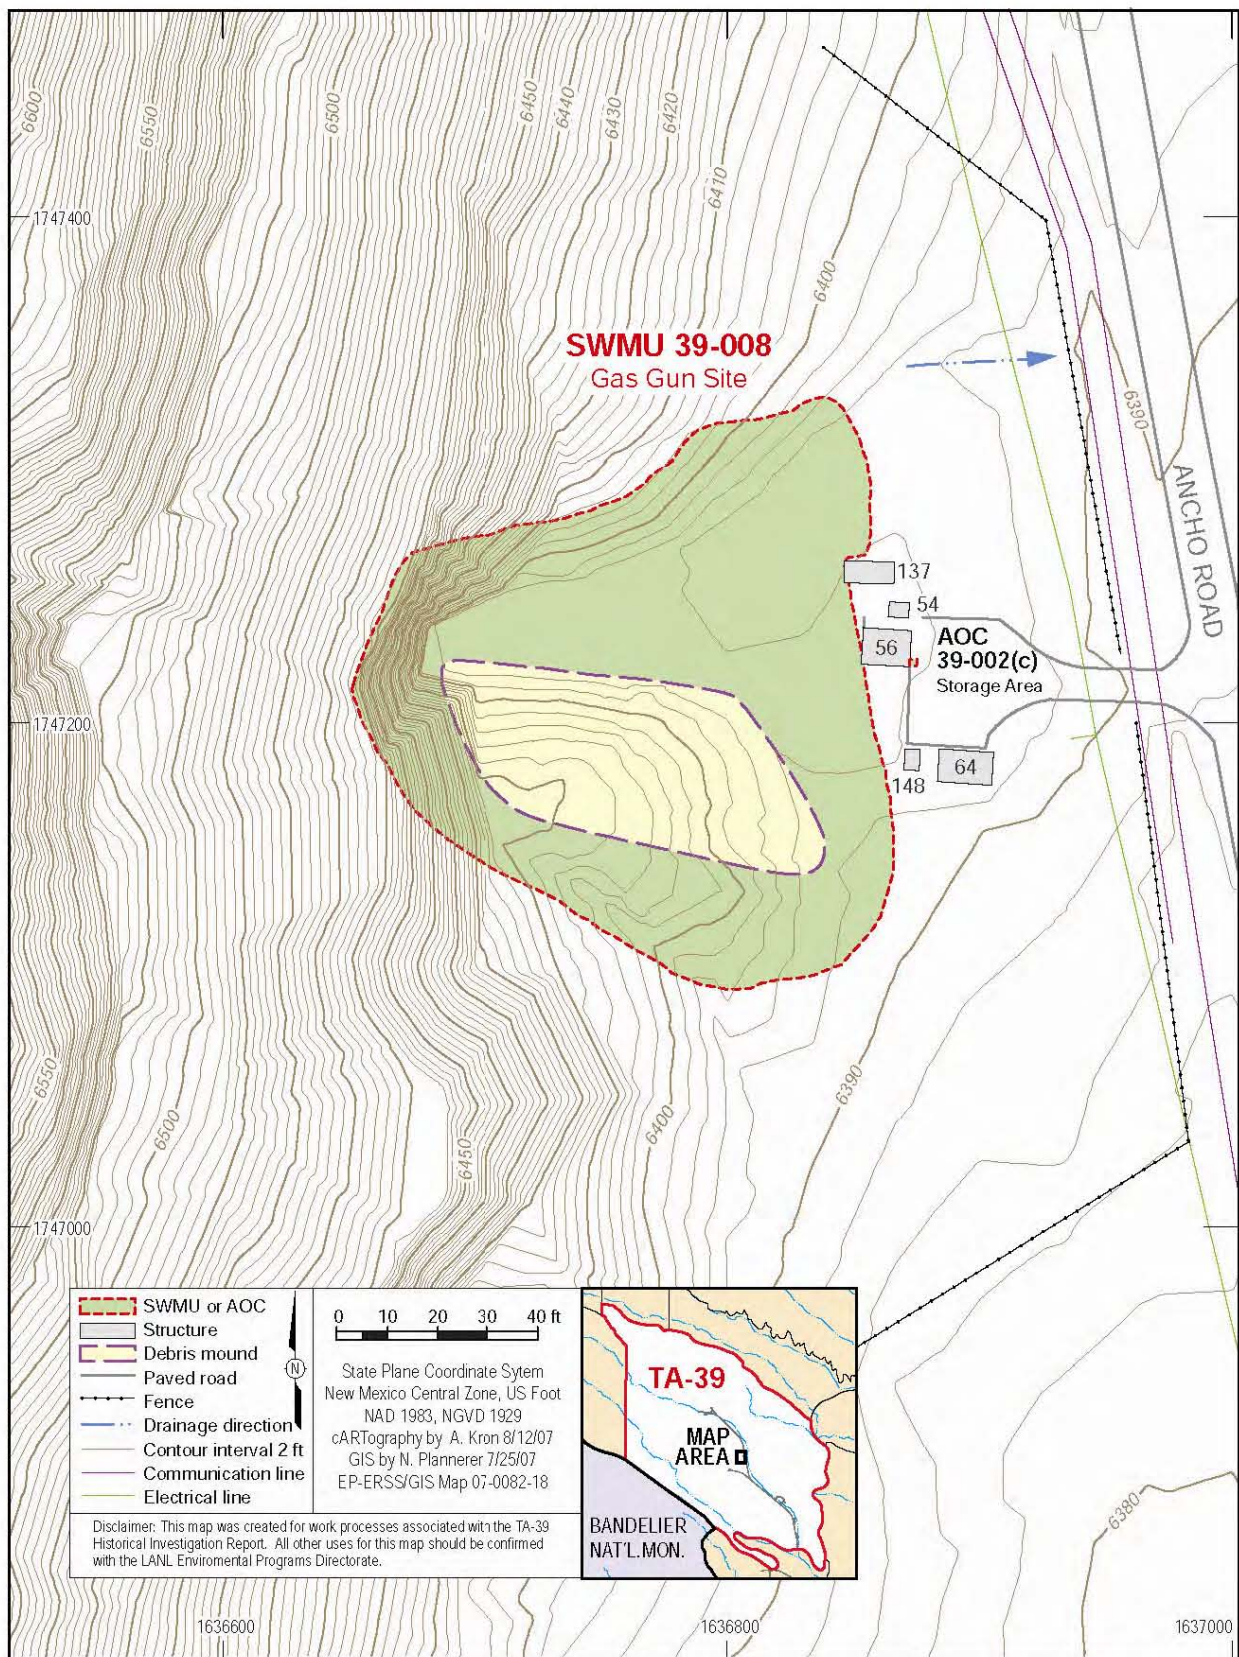 6600
6550
6500
6450
6440
6430
6420
6410
6400
1747400
SWMU 39-008
Gas Gun Site
6390
ANCHO ROAD
137
54
56
AOC
39-002(c)
Storage Area
1747200
64
148
6550
6500
6450
6400
6390
1747000
SWMU or AOC
Structure
Debris mound
Paved road
Fence
Drainage direction
Contour interval 2 ft
Communication line
Electrical line
N
0 10 20 30 40 ft
State Plane Coordinate Sytem
New Mexico Central Zone, US Foot
NAD 1983, NGVD 1929
cARTography by A. Kron 8/12/07
GIS by N. Plannerer 7/25/07
EP-ERSS/GIS Map 07-0082-18
Disclaimer: This map was created for work processes associated with the TA-39
Historical Investigation Report. All other uses for this map should be confirmed
with the LANL Enviromental Programs Directorate.
TA-39
MAP
AREA
BANDELIER
NAT'L.MON.
6380
1636600
1636800
1637000